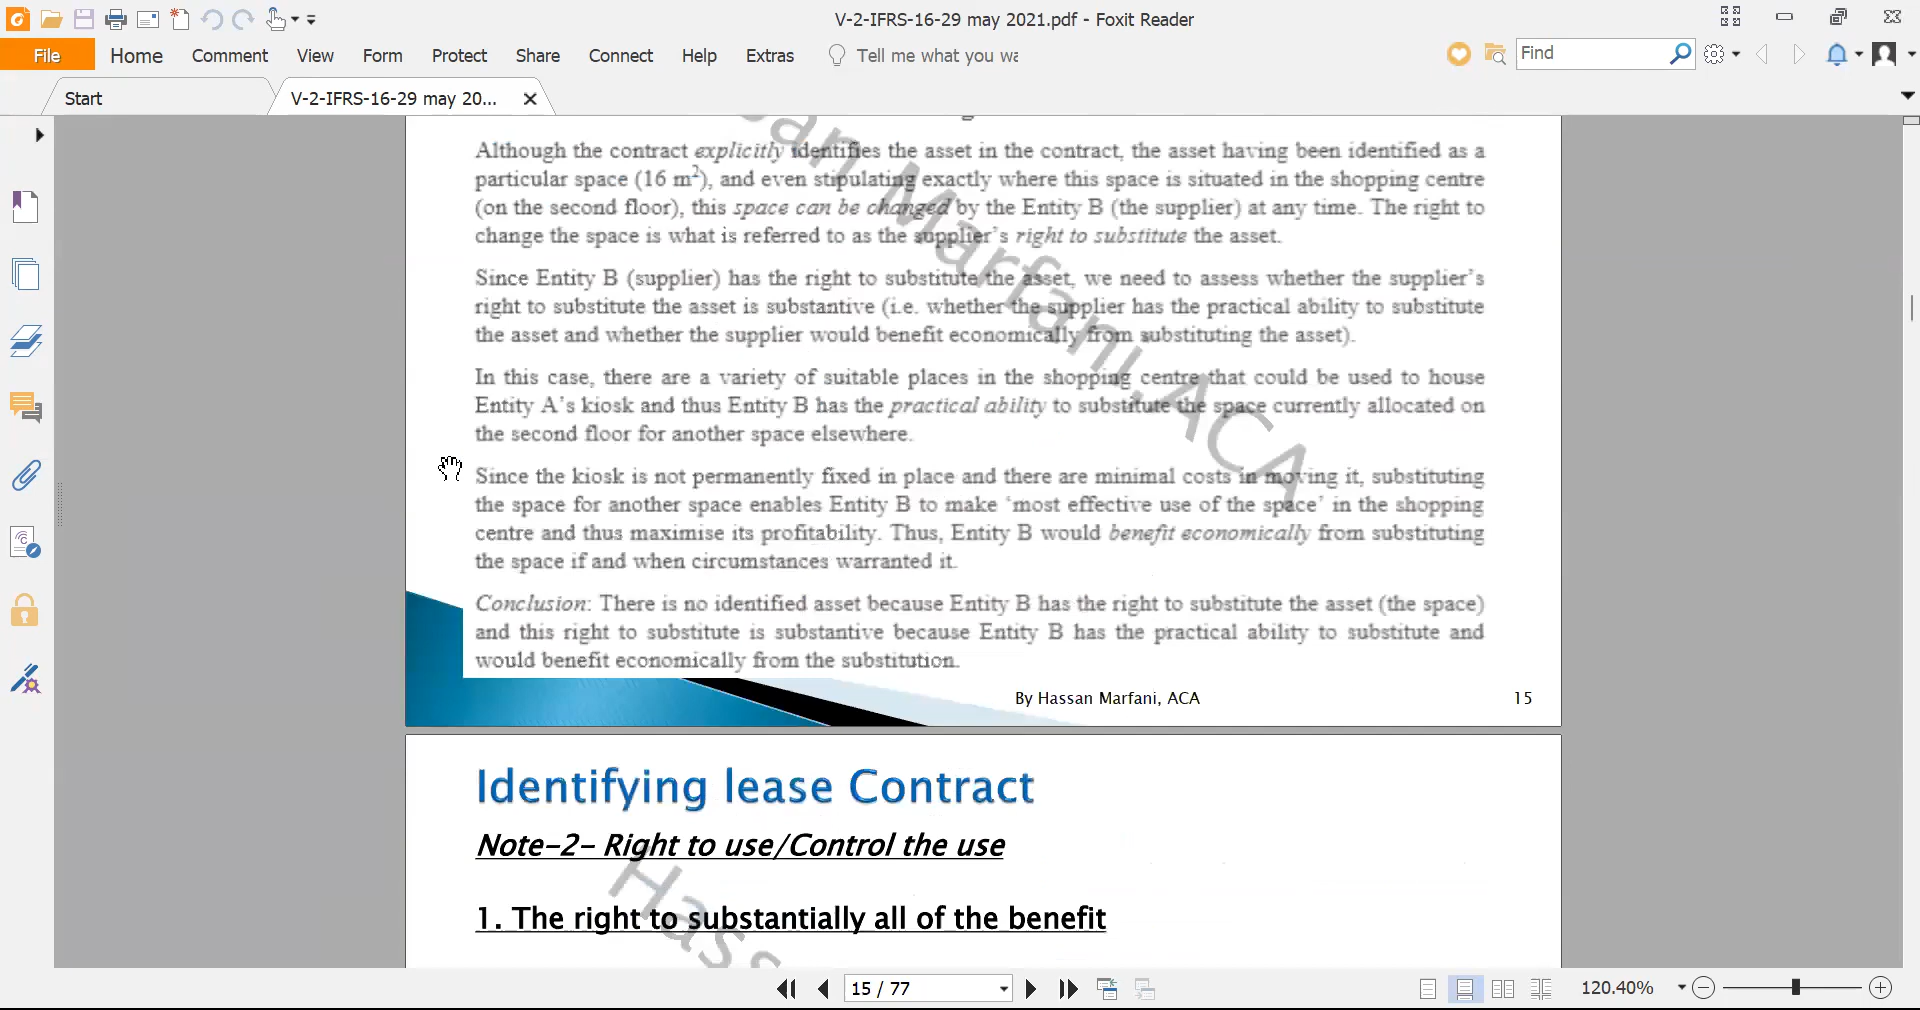 V-2-IFRS-16-29 may 2021.pdf - Foxit Reader
File Home Comment View Form Protect Share Connect Help Extras Tell me what you wa Find
Start V-2-IFRS-16-29 may 20...
Although the contract explicitly identifies the asset in the contract, the asset having been identified as a
particular space (16 m²), and even stipulating exactly where this space is situated in the shopping centre
(on the second floor), this space can be changed by the Entity B (the supplier) at any time. The right to
change the space is what is referred to as the supplier's right to substitute the asset.
Since Entity B (supplier) has the right to substitute the asset, we need to assess whether the supplier's
right to substitute the asset is substantive (i.e. whether the supplier has the practical ability to substitute
the asset and whether the supplier would benefit economically from substituting the asset).
In this case, there are a variety of suitable places in the shopping centre that could be used to house
Entity A's kiosk and thus Entity B has the practical ability to substitute the space currently allocated on
the second floor for another space elsewhere.
Since the kiosk is not permanently fixed in place and there are minimal costs in moving it, substituting
the space for another space enables Entity B to make 'most effective use of the space' in the shopping
centre and thus maximise its profitability. Thus, Entity B would benefit economically from substituting
the space if and when circumstances warranted it.
Conclusion: There is no identified asset because Entity B has the right to substitute the asset (the space)
and this right to substitute is substantive because Entity B has the practical ability to substitute and
would benefit economically from the substitution.
By Hassan Marfani, ACA 15
san Marfani.ACA
Identifying lease Contract
Note-2- Right to use/Control the use
1. The right to substantially all of the benefit
Hass
15 / 77 120.40%